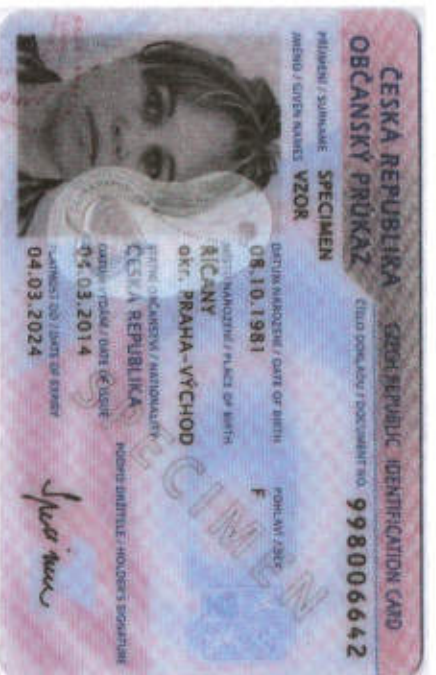 ČESKÁ REPUBLIKA CZECH REPUBLIC IDENTIFICATION CARD
OBČANSKÝ PRŮKAZ
ČÍSLO DOKLADU / DOCUMENT NO. 998006642
PŘÍJMENÍ / SURNAME SPECIMEN
JMÉNO / GIVEN NAMES VZOR
DATUM NAROZENÍ / DATE OF BIRTH
08.10.1981
POHLAVÍ / SEX
F
MÍSTO NAROZENÍ / PLACE OF BIRTH
ŘÍČANY
okr. PRAHA-VÝCHOD
STÁTNÍ OBČANSTVÍ / NATIONALITY
ČESKÁ REPUBLIKA
DATUM VYDÁNÍ / DATE OF ISSUE
04.03.2014
PLATNOST DO / DATE OF EXPIRY
04.03.2024
PODPIS DRŽITELE / HOLDER'S SIGNATURE
Specimen
SPECIMEN